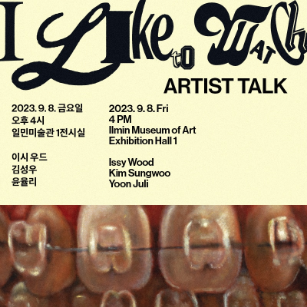 I LIke to WAtCh
ARTIST TALK
2023. 9. 8. 금요일
오후 4시
일민미술관 1전시실
이시 우드
김성우
윤율리
2023. 9. 8. Fri
4 PM
Ilmin Museum of Art
Exhibition Hall 1
Issy Wood
Kim Sungwoo
Yoon Juli